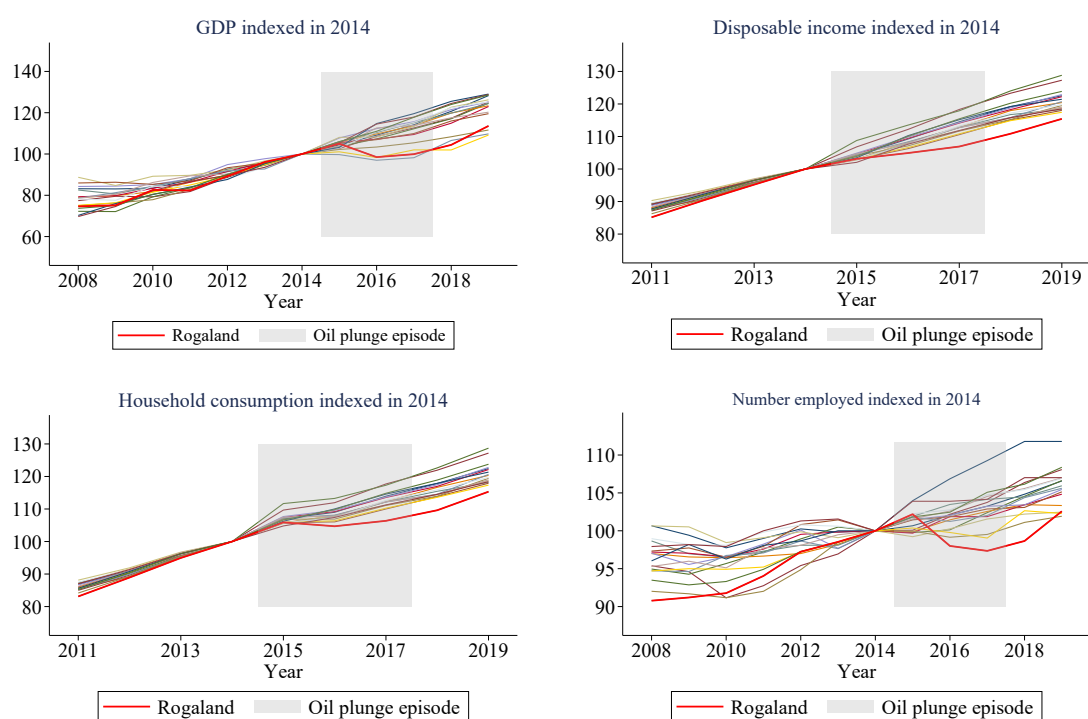 GDP indexed in 2014
140
120
100
80
60
2008 2010 2012 2014 2016 2018
Year
Rogaland Oil plunge episode
Disposable income indexed in 2014
130
120
110
100
90
80
2011 2013 2015 2017 2019
Year
Rogaland Oil plunge episode
Household consumption indexed in 2014
130
120
110
100
90
80
2011 2013 2015 2017 2019
Year
Rogaland Oil plunge episode
Number employed indexed in 2014
110
105
100
95
90
2008 2010 2012 2014 2016 2018
Year
Rogaland Oil plunge episode